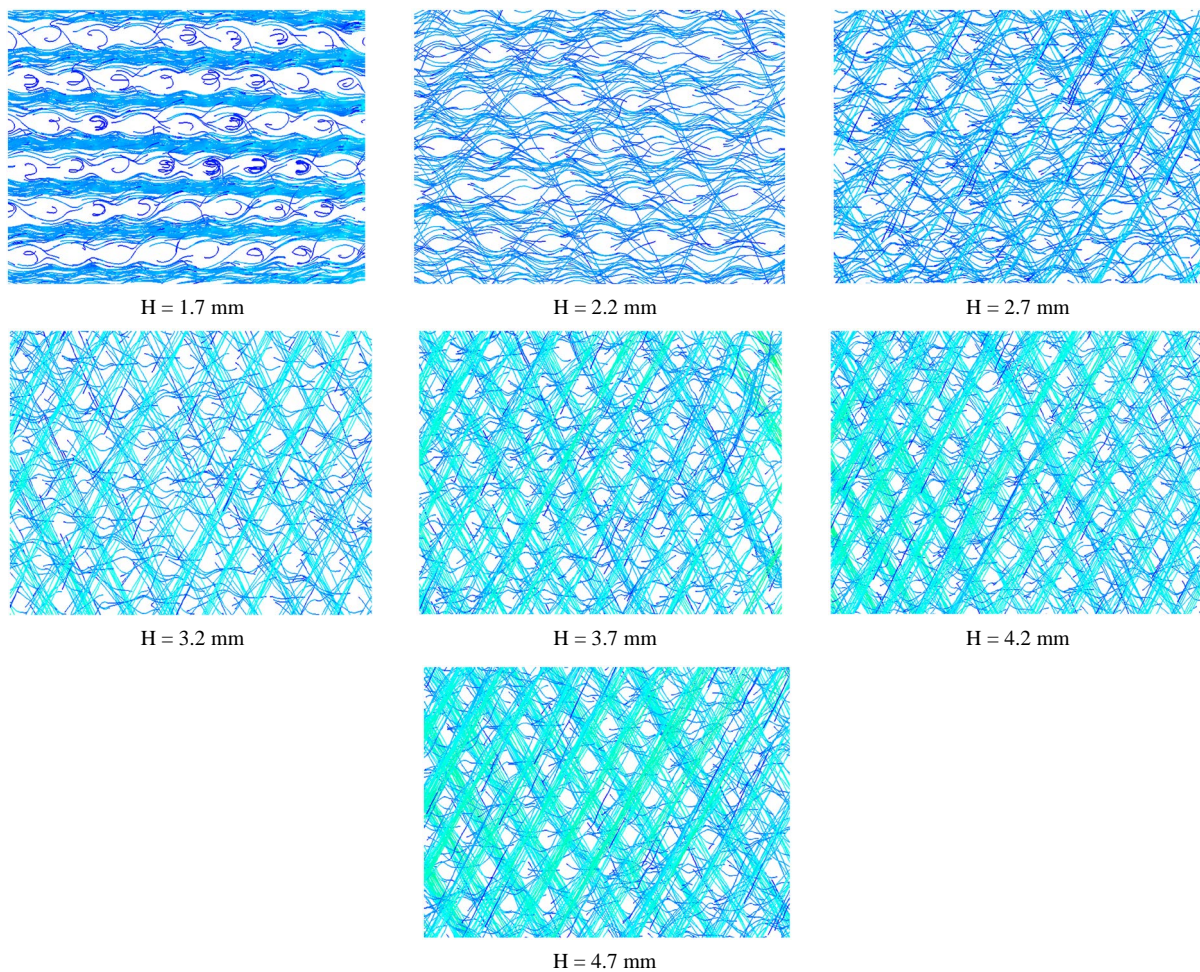 H = 1.7 mm
H = 2.2 mm
H = 2.7 mm
H = 3.2 mm
H = 3.7 mm
H = 4.2 mm
H = 4.7 mm